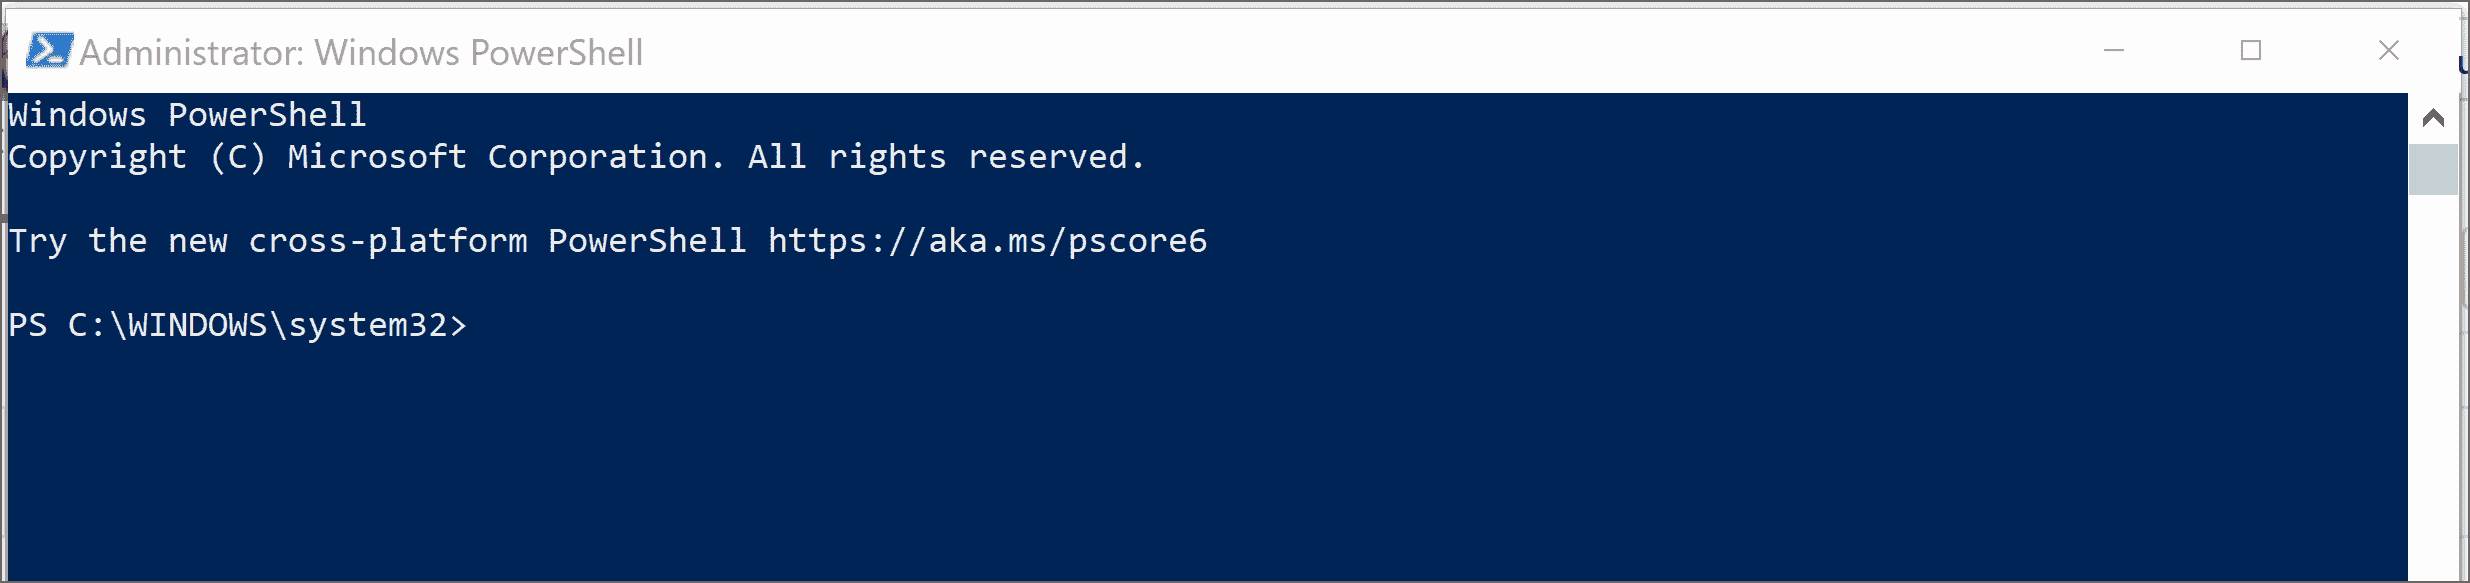 Administrator: Windows PowerShell
Windows PowerShell
Copyright (C) Microsoft Corporation. All rights reserved.
Try the new cross-platform PowerShell https://aka.ms/pscore6
PS C:\WINDOWS\system32>